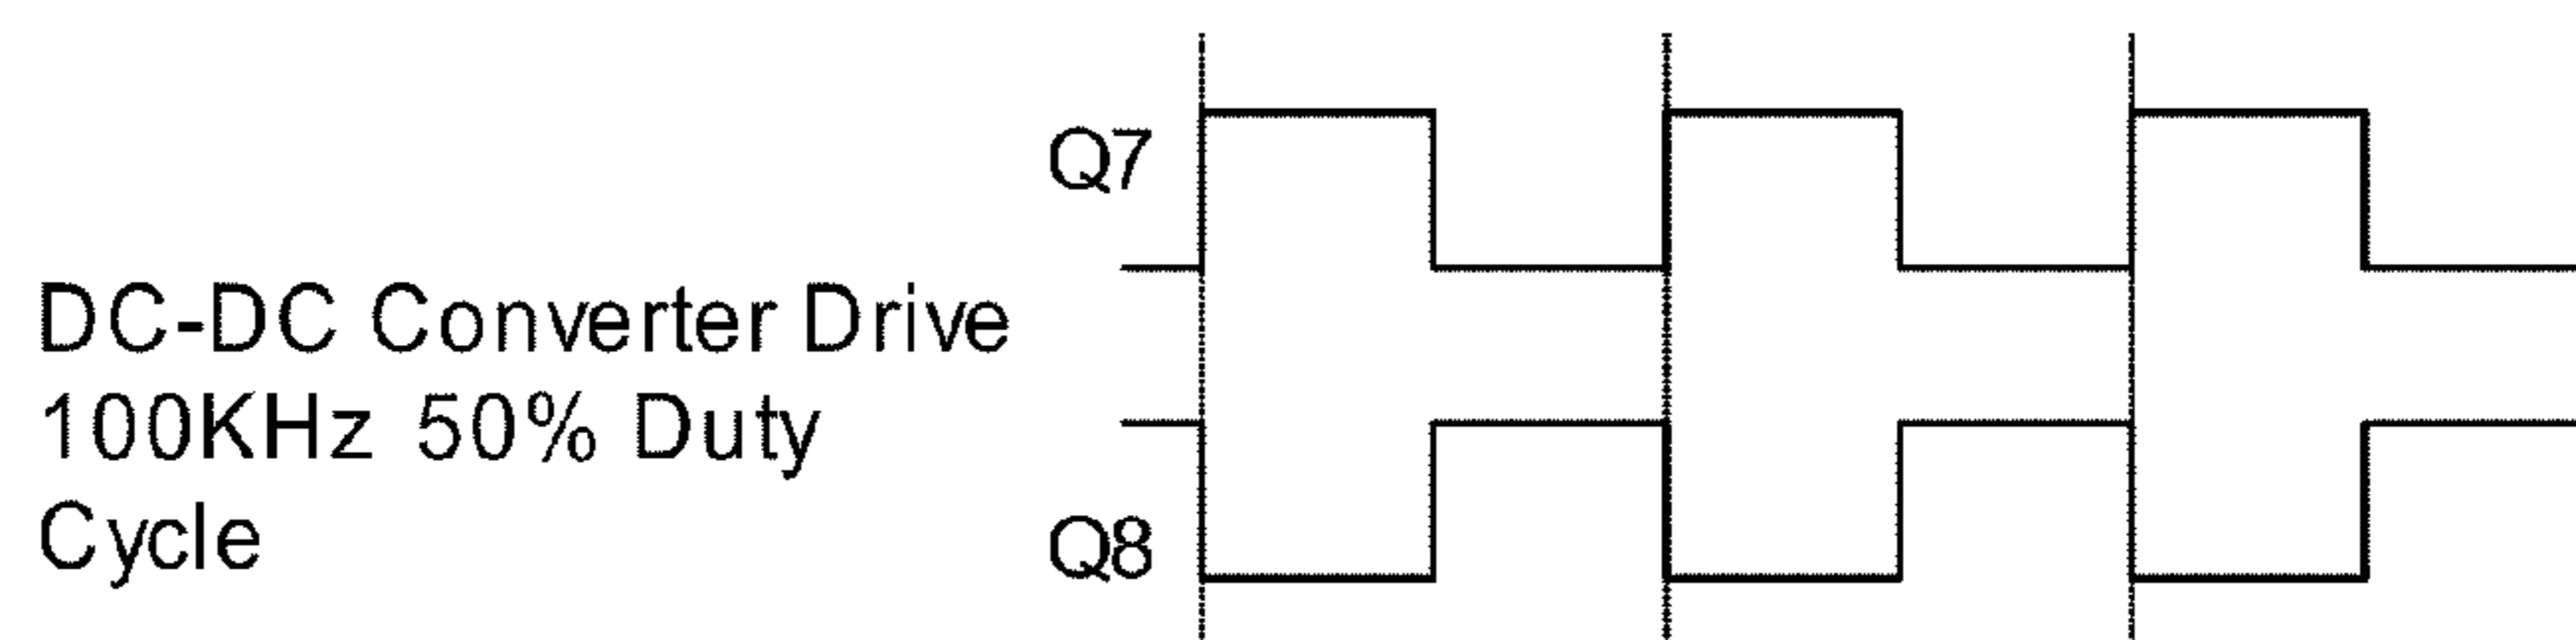 Q7
DC-DC Converter Drive
100KHz 50% Duty
Cycle
Q8